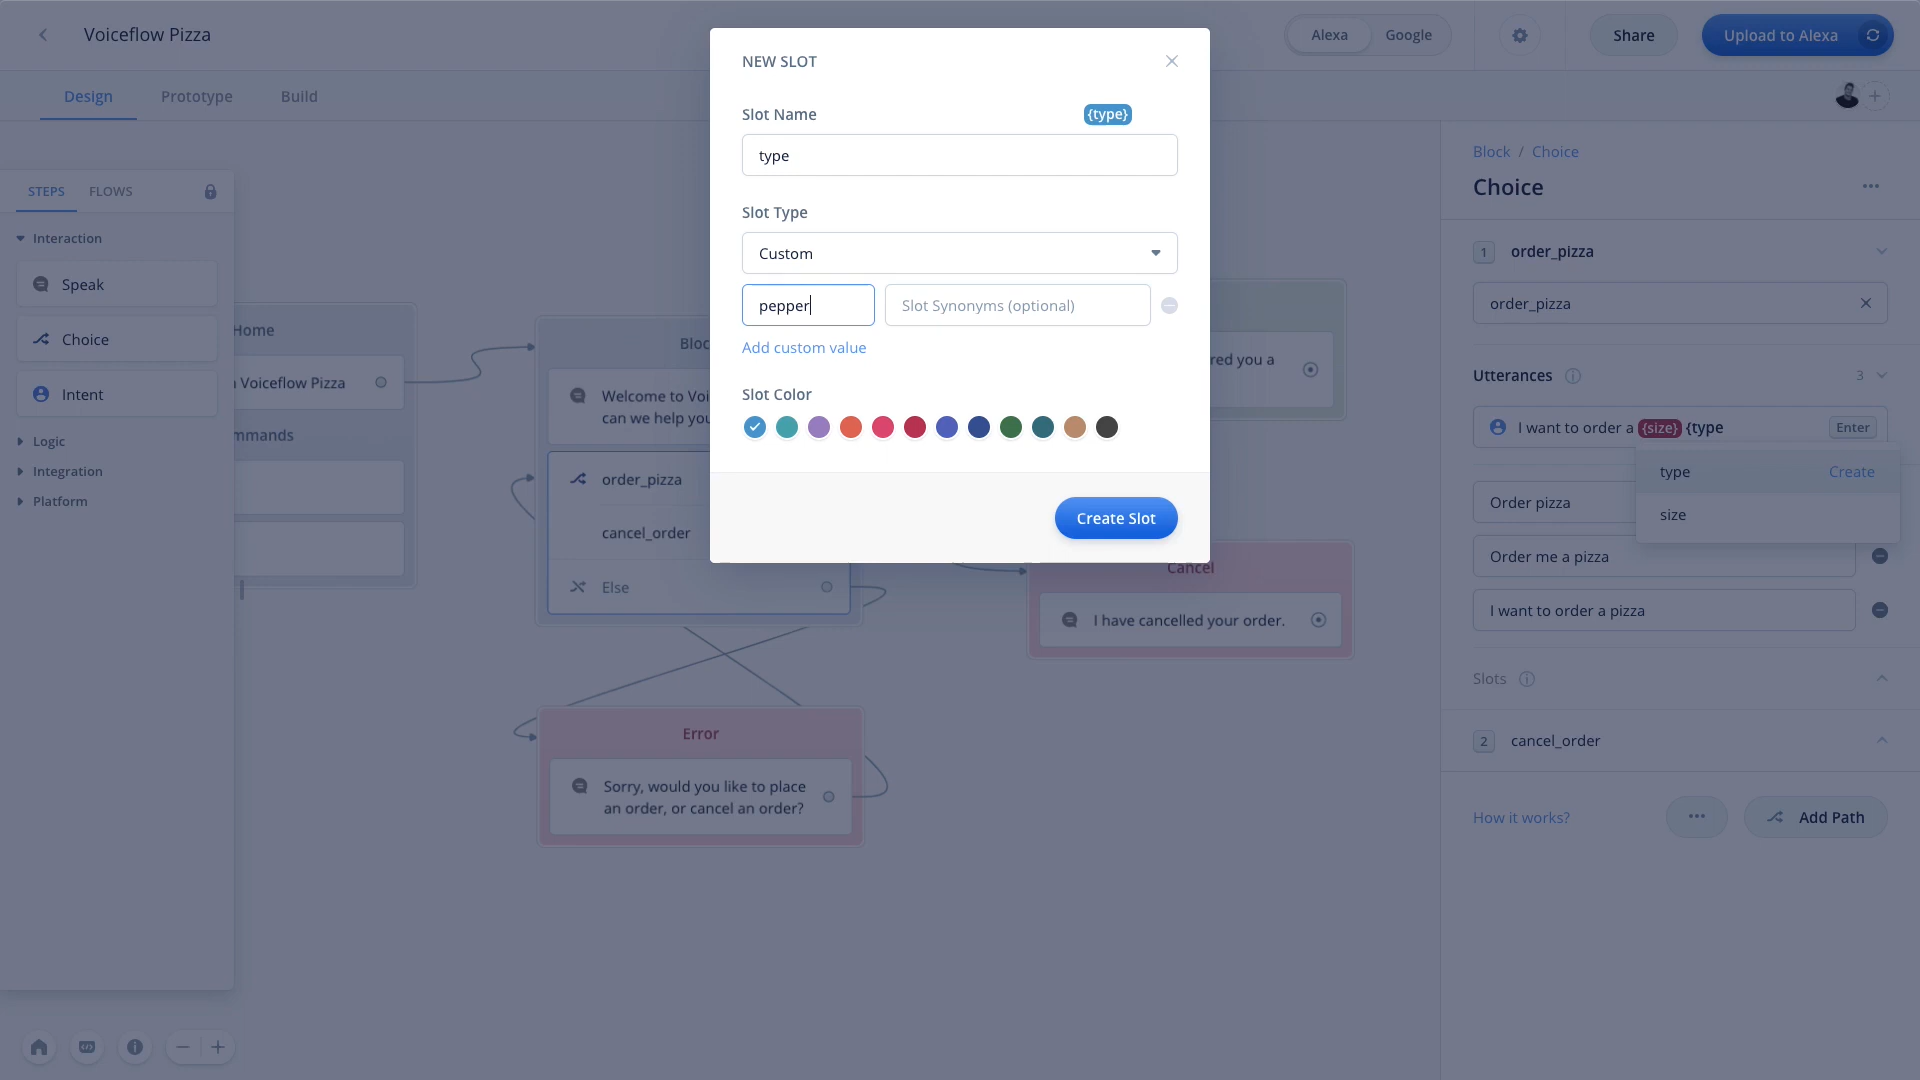 Voiceflow Pizza
Alexa
Google
Share
Upload to Alexa
Design
Prototype
Build
STEPS
FLOWS
Interaction
Speak
Choice
Intent
Logic
Integration
Platform
Home
Voiceflow Pizza
mmands
Bloc
Welcome to Voi
can we help you
order_pizza
cancel_order
Else
Error
Sorry, would you like to place
an order, or cancel an order?
red you a
Cancel
I have cancelled your order.
NEW SLOT
Slot Name
{type}
type
Slot Type
Custom
pepper
Slot Synonyms (optional)
Add custom value
Slot Color
Create Slot
Block / Choice
Choice
1
order_pizza
order_pizza
Utterances
3
I want to order a {size} {type
Enter
type
Create
size
Order pizza
Order me a pizza
I want to order a pizza
Slots
2
cancel_order
How it works?
Add Path